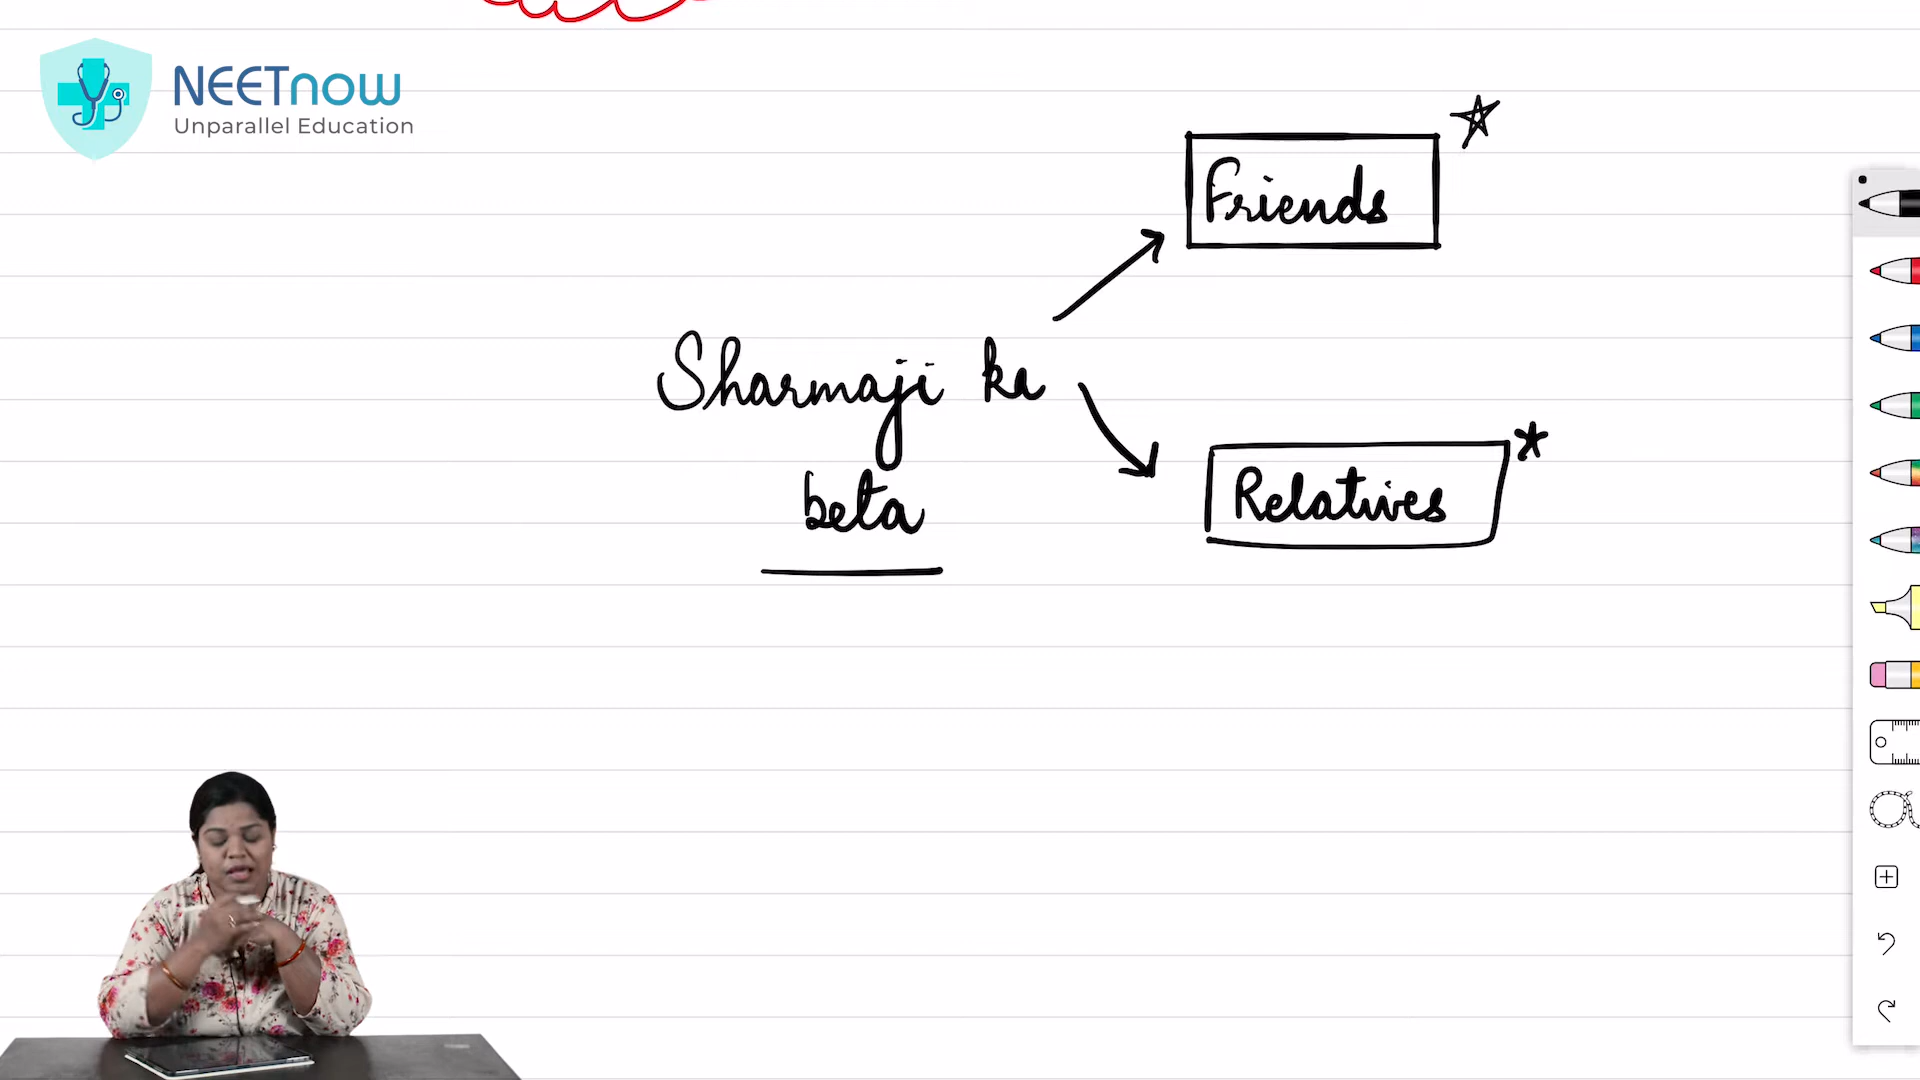 NEETnow
Unparallel Education
Friends
Sharmaji ka
beta
Relatives